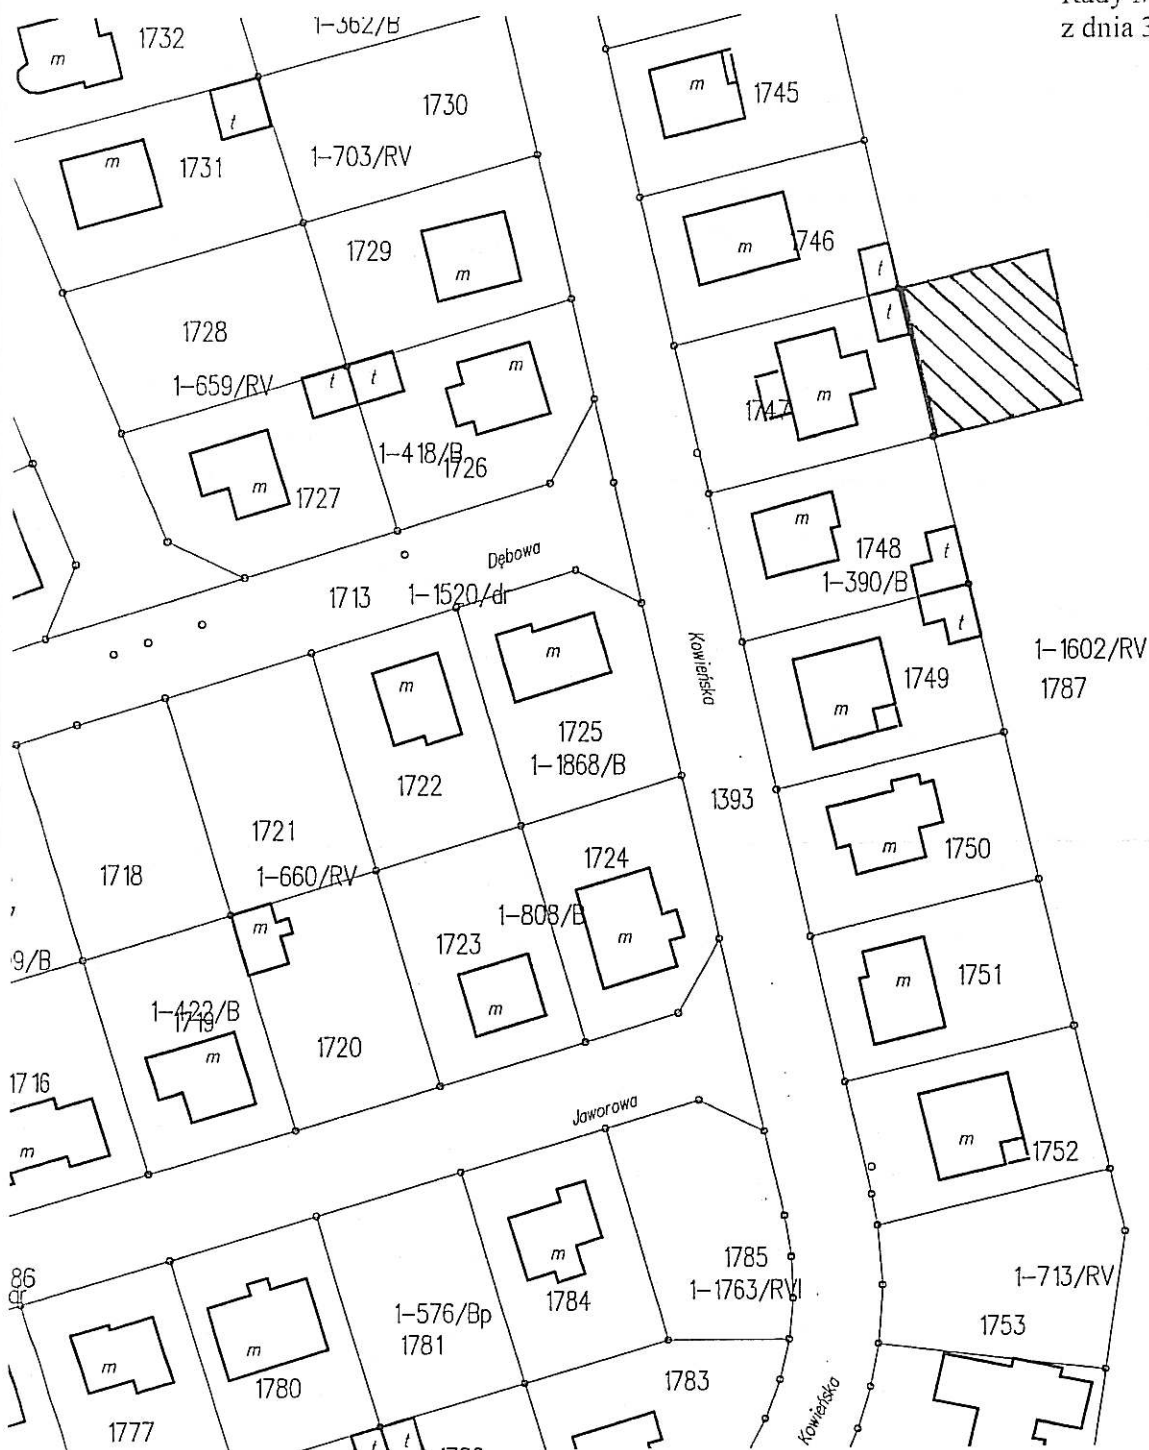 z dnia 3
1-362/B
1732
m
1730
1745
m
t
1-703/RV
m
1731
1729
1746
m
m
t
t
1728
1-659/RV
t
t
m
1747
m
1-418/B
1726
1727
m
m
1748
t
1-390/B
Dębowa
1713
1-1520/dr
t
Kowieńska
1-1602/RV
1787
m
m
1749
m
1725
1-1868/B
1722
1393
1721
1750
m
1718
1-660/RV
1724
m
1-808/B
m
1723
9/B
m
1751
m
1-422/B
1719
m
1720
1716
m
Jaworowa
m
1752
1785
1-1763/RVI
m
1784
86
dr
1-713/RV
1753
1-576/Bp
1781
m
m
1780
1783
1777
t
t
Kowieńska